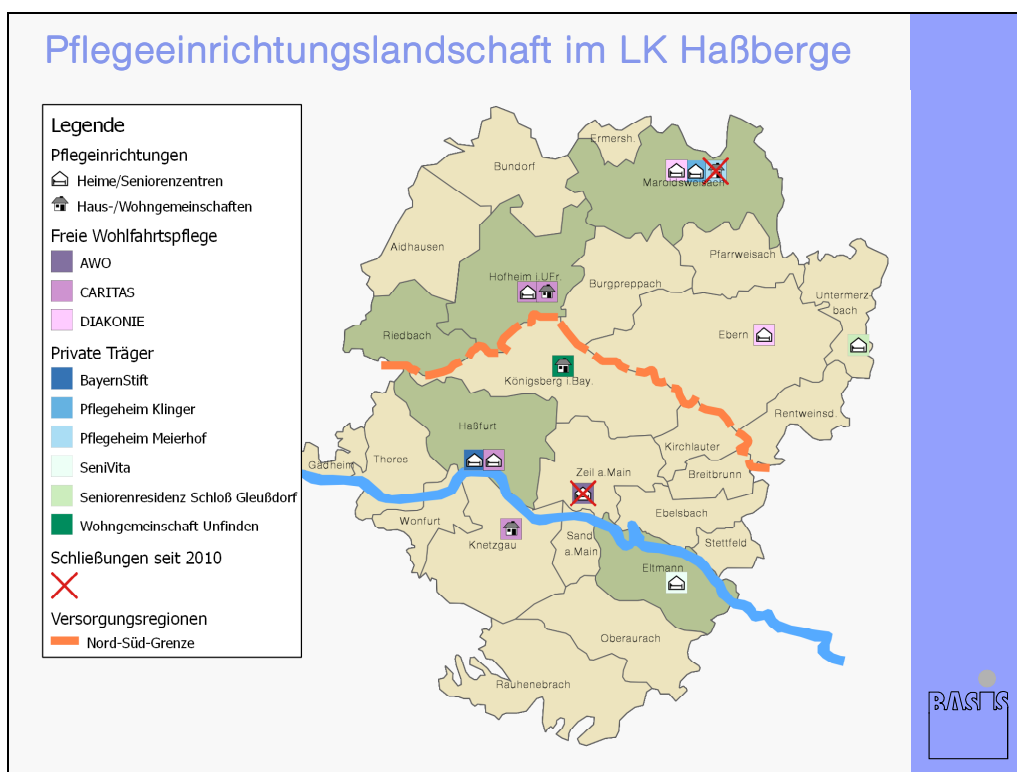 Pflegeeinrichtungslandschaft im LK Haßberge
Legende
Pflegeeinrichtungen
Heime/Seniorenzentren
Haus-/Wohngemeinschaften
Freie Wohlfahrtspflege
AWO
CARITAS
DIAKONIE
Private Träger
BayernStift
Pflegeheim Klinger
Pflegeheim Meierhof
SeniVita
Seniorenresidenz Schloß Gleußdorf
Wohngemeinschaft Unfinden
Schließungen seit 2010
Versorgungsregionen
Nord-Süd-Grenze
Ermersh.
Bundorf
Maroldsweisach
Aidhausen
Pfarrweisach
Hofheim i.UFr.
Burgpreppach
Untermerz
bach
Riedbach
Ebern
Königsberg i.Bay.
Rentweinsd.
Haßfurt
Kirchlauter
Gädheim
Theres
Zeil a.Main
Breitbrunn
Wonfurt
Ebelsbach
Knetzgau
Sand
a.Main
Stettfeld
Eltmann
Oberaurach
Rauhenebrach
BASIS